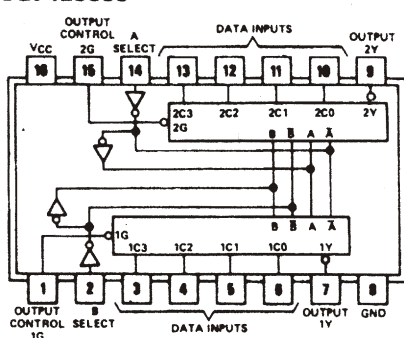 OUTPUT
CONTROL
2G
A
SELECT
DATA INPUTS
OUTPUT
2Y
VCC
16 15 14 13 12 11 10 9
2C3 2C2 2C1 2C0 2Y
2G
B B̅ A A̅
B B̅ A A̅
1G
1C3 1C2 1C1 1C0 1Y
1 2 3 4 5 6 7 8
OUTPUT
CONTROL
1G
B
SELECT
DATA INPUTS
OUTPUT
1Y
GND